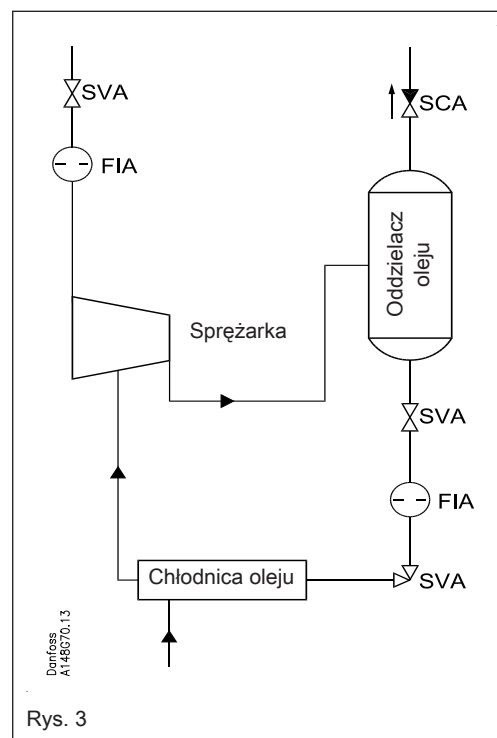 SVA
SCA
FIA
Oddzielacz
oleju
Sprężarka
SVA
FIA
Chłodnica oleju
SVA
Danfoss
A148G70.13
Rys. 3